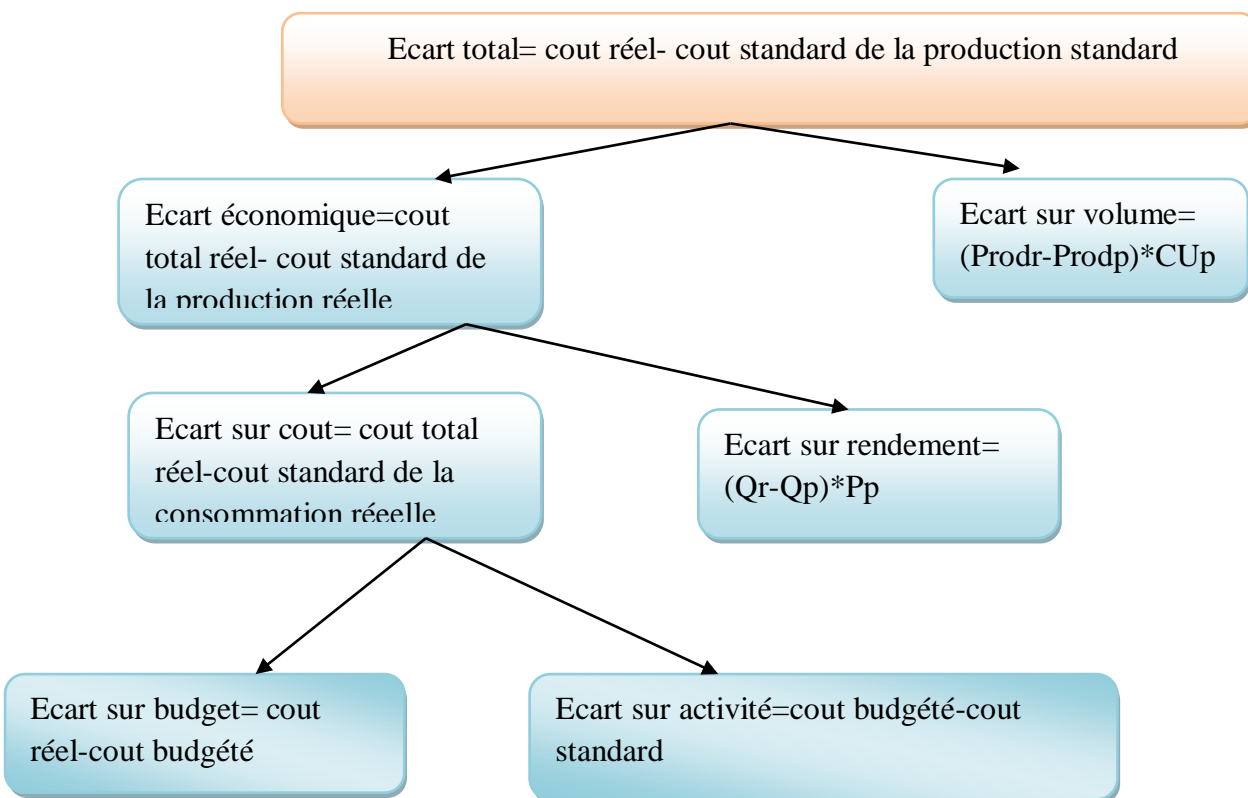 Ecart total= cout réel- cout standard de la production standard
Ecart économique=cout
total réel- cout standard de
la production réelle
Ecart sur volume=
(Prodr-Prodp)*CUp
Ecart sur cout= cout total
réel-cout standard de la
consommation réeelle
Ecart sur rendement=
(Qr-Qp)*Pp
Ecart sur budget= cout
réel-cout budgété
Ecart sur activité=cout budgété-cout
standard